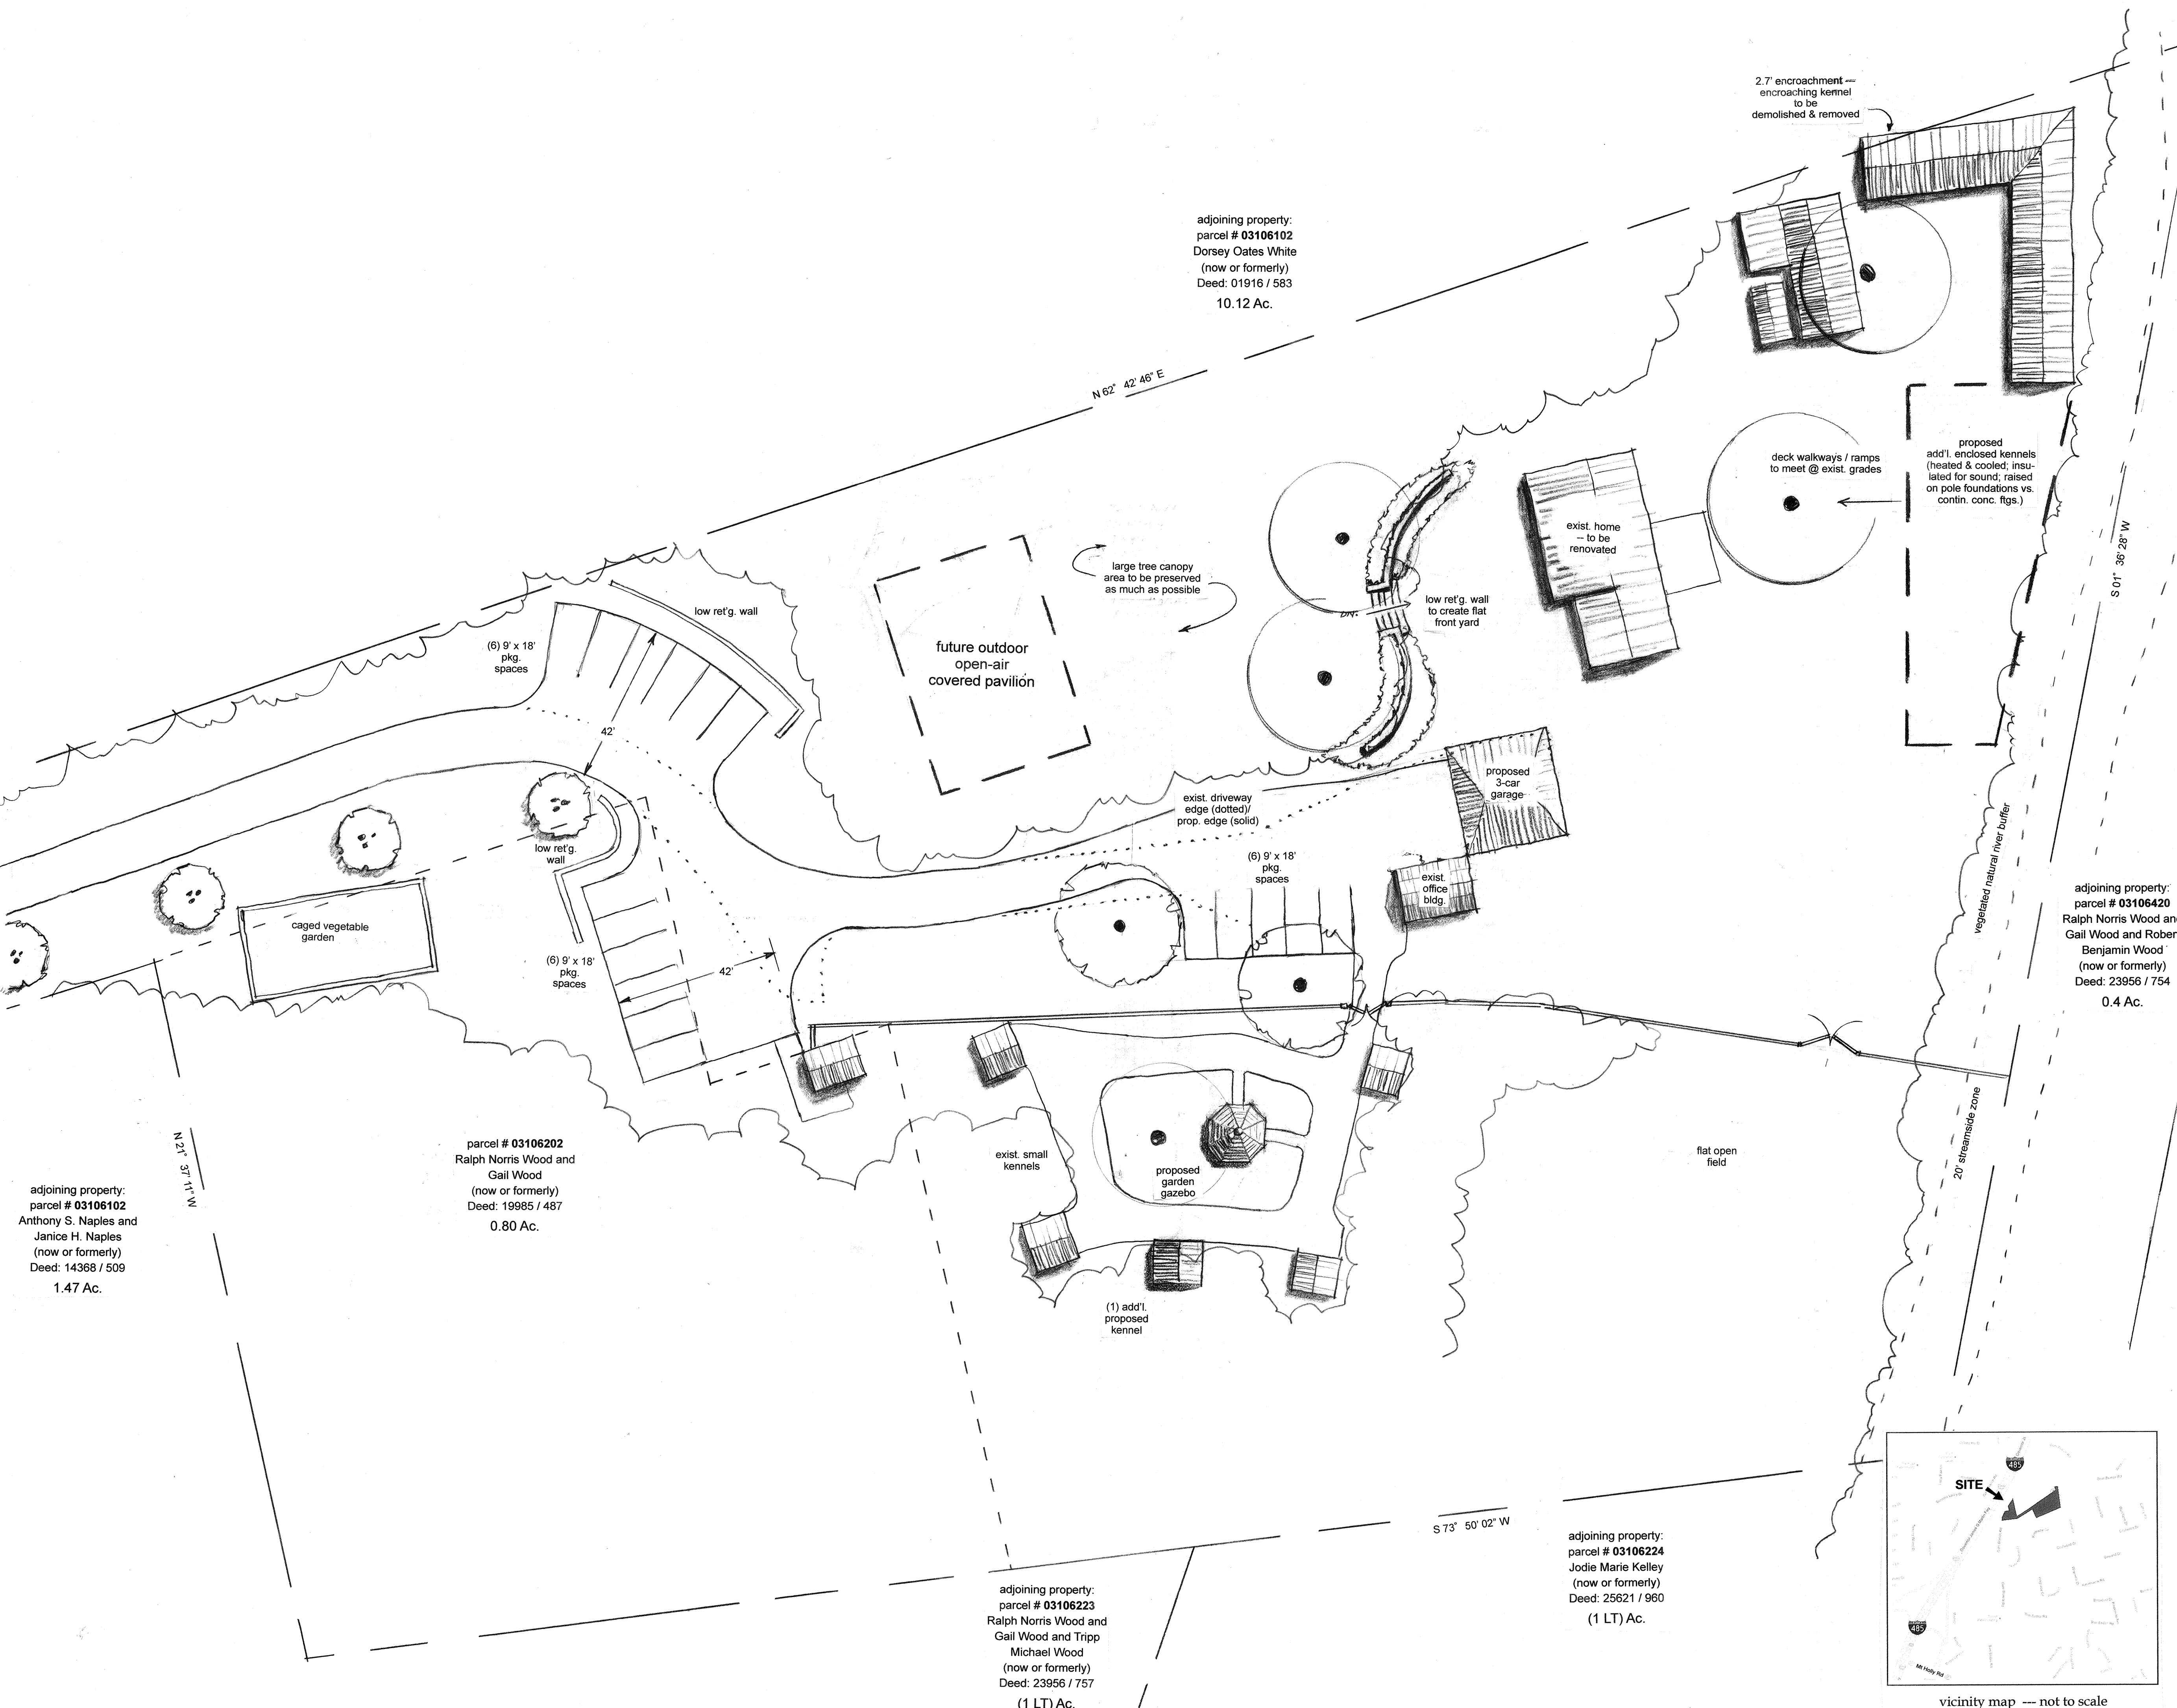 2.7' encroachment —
encroaching kennel
to be
demolished & removed
adjoining property:
parcel # 03106102
Dorsey Oates White
(now or formerly)
Deed: 01916 / 583
10.12 Ac.
N 62° 42' 46" E
deck walkways / ramps
to meet @ exist. grades
proposed
add'l. enclosed kennels
(heated & cooled; insu-
lated for sound; raised
on pole foundations vs.
contin. conc. ftgs.)
exist. home
-- to be
renovated
S 01° 36' 28" W
large tree canopy
area to be preserved
as much as possible
low ret'g. wall
to create flat
front yard
DN.
low ret'g. wall
(6) 9' x 18'
pkg.
spaces
future outdoor
open-air
covered pavilion
42'
proposed
3-car
garage
exist. driveway
edge (dotted)/
prop. edge (solid)
low ret'g.
wall
(6) 9' x 18'
pkg.
spaces
exist.
office
bldg.
vegetated natural river buffer
adjoining property:
parcel # 03106420
Ralph Norris Wood and
Gail Wood and Rober
Benjamin Wood
(now or formerly)
Deed: 23956 / 754
0.4 Ac.
caged vegetable
garden
(6) 9' x 18'
pkg.
spaces
42'
20' streamside zone
N 21° 37' 11" W
parcel # 03106202
Ralph Norris Wood and
Gail Wood
(now or formerly)
Deed: 19985 / 487
0.80 Ac.
exist. small
kennels
proposed
garden
gazebo
flat open
field
adjoining property:
parcel # 03106102
Anthony S. Naples and
Janice H. Naples
(now or formerly)
Deed: 14368 / 509
1.47 Ac.
(1) add'l.
proposed
kennel
S 73° 50' 02" W
adjoining property:
parcel # 03106224
Jodie Marie Kelley
(now or formerly)
Deed: 25621 / 960
(1 LT) Ac.
adjoining property:
parcel # 03106223
Ralph Norris Wood and
Gail Wood and Tripp
Michael Wood
(now or formerly)
Deed: 23956 / 757
(1 LT) Ac.
485
SITE
485
Mt Holly Rd
vicinity map --- not to scale